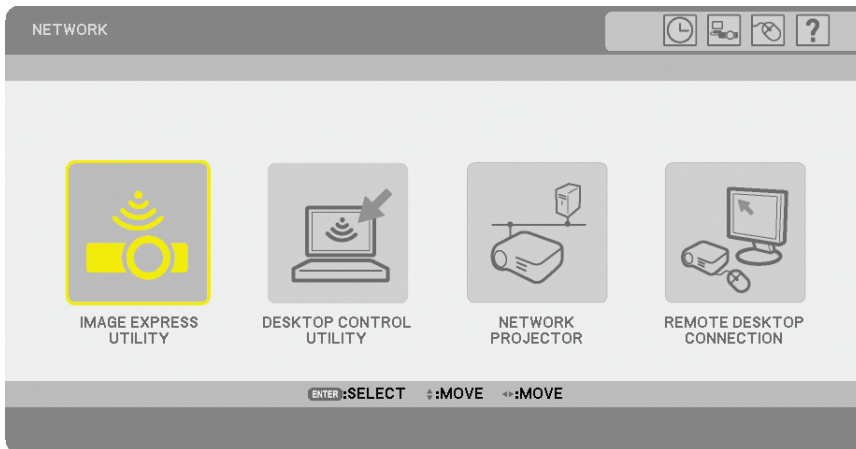 NETWORK
?
IMAGE EXPRESS
UTILITY
DESKTOP CONTROL
UTILITY
NETWORK
PROJECTOR
REMOTE DESKTOP
CONNECTION
ENTER:SELECT :MOVE :MOVE